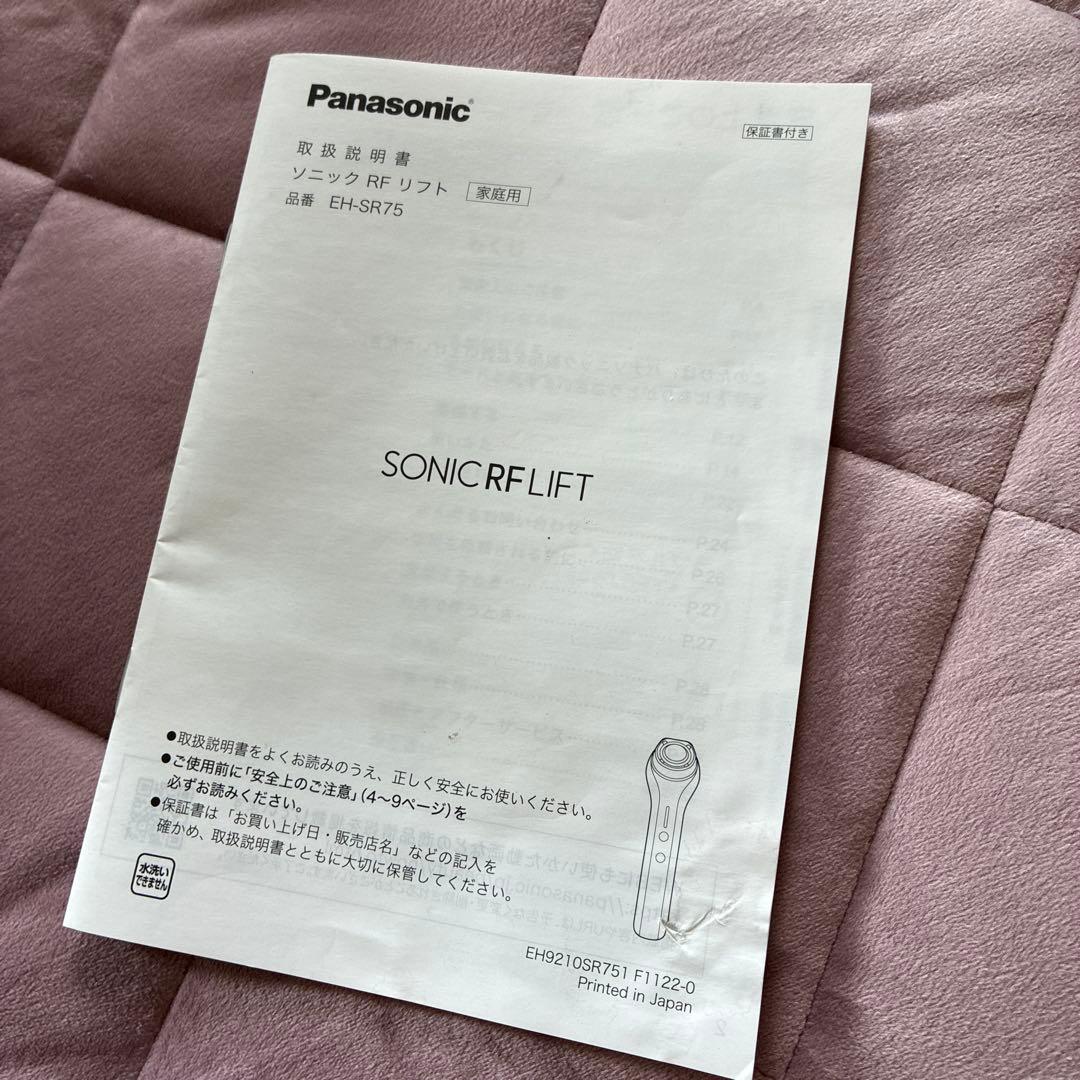 Panasonic®
保証書付き
取扱説明書
ソニック RF リフト 家庭用
品番 EH-SR75
SONIC RF LIFT
●取扱説明書をよくお読みのうえ、正しく安全にお使いください。
●ご使用前に「安全上のご注意」(4〜9ページ)を
必ずお読みください。
●保証書は「お買い上げ日・販売店名」などの記入を
確かめ、取扱説明書とともに大切に保管してください。
水洗い
できません
EH9210SR751 F1122-0
Printed in Japan